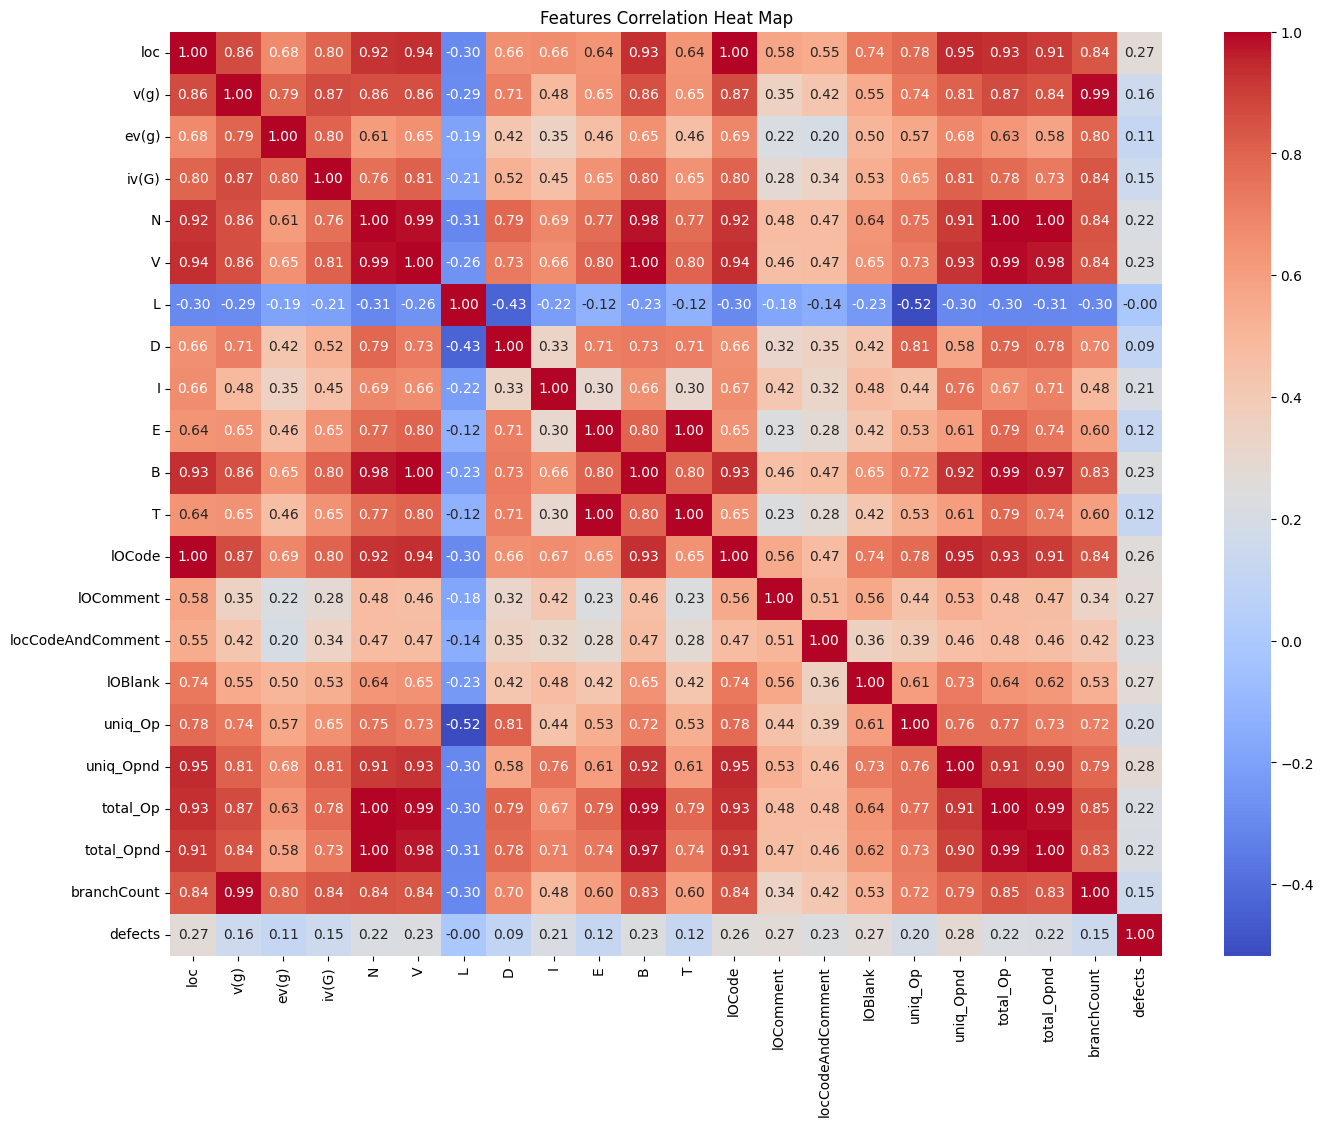 Features Correlation Heat Map
loc 1.00 0.86 0.68 0.80 0.92 0.94 -0.30 0.66 0.66 0.64 0.93 0.64 1.00 0.58 0.55 0.74 0.78 0.95 0.93 0.91 0.84 0.27
v(g) 0.86 1.00 0.79 0.87 0.86 0.86 -0.29 0.71 0.48 0.65 0.86 0.65 0.87 0.35 0.42 0.55 0.74 0.81 0.87 0.84 0.99 0.16
ev(g) 0.68 0.79 1.00 0.80 0.61 0.65 -0.19 0.42 0.35 0.46 0.65 0.46 0.69 0.22 0.20 0.50 0.57 0.68 0.63 0.58 0.80 0.11
iv(G) 0.80 0.87 0.80 1.00 0.76 0.81 -0.21 0.52 0.45 0.65 0.80 0.65 0.80 0.28 0.34 0.53 0.65 0.81 0.78 0.73 0.84 0.15
N 0.92 0.86 0.61 0.76 1.00 0.99 -0.31 0.79 0.69 0.77 0.98 0.77 0.92 0.48 0.47 0.64 0.75 0.91 1.00 1.00 0.84 0.22
V 0.94 0.86 0.65 0.81 0.99 1.00 -0.26 0.73 0.66 0.80 1.00 0.80 0.94 0.46 0.47 0.65 0.73 0.93 0.99 0.98 0.84 0.23
L -0.30 -0.29 -0.19 -0.21 -0.31 -0.26 1.00 -0.43 -0.22 -0.12 -0.23 -0.12 -0.30 -0.18 -0.14 -0.23 -0.52 -0.30 -0.30 -0.31 -0.30 -0.00
D 0.66 0.71 0.42 0.52 0.79 0.73 -0.43 1.00 0.33 0.71 0.73 0.71 0.66 0.32 0.35 0.42 0.81 0.58 0.79 0.78 0.70 0.09
I 0.66 0.48 0.35 0.45 0.69 0.66 -0.22 0.33 1.00 0.30 0.66 0.30 0.67 0.42 0.32 0.48 0.44 0.76 0.67 0.71 0.48 0.21
E 0.64 0.65 0.46 0.65 0.77 0.80 -0.12 0.71 0.30 1.00 0.80 1.00 0.65 0.23 0.28 0.42 0.53 0.61 0.79 0.74 0.60 0.12
B 0.93 0.86 0.65 0.80 0.98 1.00 -0.23 0.73 0.66 0.80 1.00 0.80 0.93 0.46 0.47 0.65 0.72 0.92 0.99 0.97 0.83 0.23
T 0.64 0.65 0.46 0.65 0.77 0.80 -0.12 0.71 0.30 1.00 0.80 1.00 0.65 0.23 0.28 0.42 0.53 0.61 0.79 0.74 0.60 0.12
lOCode 1.00 0.87 0.69 0.80 0.92 0.94 -0.30 0.66 0.67 0.65 0.93 0.65 1.00 0.56 0.47 0.74 0.78 0.95 0.93 0.91 0.84 0.26
lOComment 0.58 0.35 0.22 0.28 0.48 0.46 -0.18 0.32 0.42 0.23 0.46 0.23 0.56 1.00 0.51 0.56 0.44 0.53 0.48 0.47 0.34 0.27
locCodeAndComment 0.55 0.42 0.20 0.34 0.47 0.47 -0.14 0.35 0.32 0.28 0.47 0.28 0.47 0.51 1.00 0.36 0.39 0.46 0.48 0.46 0.42 0.23
lOBlank 0.74 0.55 0.50 0.53 0.64 0.65 -0.23 0.42 0.48 0.42 0.65 0.42 0.74 0.56 0.36 1.00 0.61 0.73 0.64 0.62 0.53 0.27
uniq_Op 0.78 0.74 0.57 0.65 0.75 0.73 -0.52 0.81 0.44 0.53 0.72 0.53 0.78 0.44 0.39 0.61 1.00 0.76 0.77 0.73 0.72 0.20
uniq_Opnd 0.95 0.81 0.68 0.81 0.91 0.93 -0.30 0.58 0.76 0.61 0.92 0.61 0.95 0.53 0.46 0.73 0.76 1.00 0.91 0.90 0.79 0.28
total_Op 0.93 0.87 0.63 0.78 1.00 0.99 -0.30 0.79 0.67 0.79 0.99 0.79 0.93 0.48 0.48 0.64 0.77 0.91 1.00 0.99 0.85 0.22
total_Opnd 0.91 0.84 0.58 0.73 1.00 0.98 -0.31 0.78 0.71 0.74 0.97 0.74 0.91 0.47 0.46 0.62 0.73 0.90 0.99 1.00 0.83 0.22
branchCount 0.84 0.99 0.80 0.84 0.84 0.84 -0.30 0.70 0.48 0.60 0.83 0.60 0.84 0.34 0.42 0.53 0.72 0.79 0.85 0.83 1.00 0.15
defects 0.27 0.16 0.11 0.15 0.22 0.23 -0.00 0.09 0.21 0.12 0.23 0.12 0.26 0.27 0.23 0.27 0.20 0.28 0.22 0.22 0.15 1.00
loc v(g) ev(g) iv(G) N V L D I E B T lOCode lOComment locCodeAndComment lOBlank uniq_Op uniq_Opnd total_Op total_Opnd branchCount defects
1.0
0.8
0.6
0.4
0.2
0.0
−0.2
−0.4